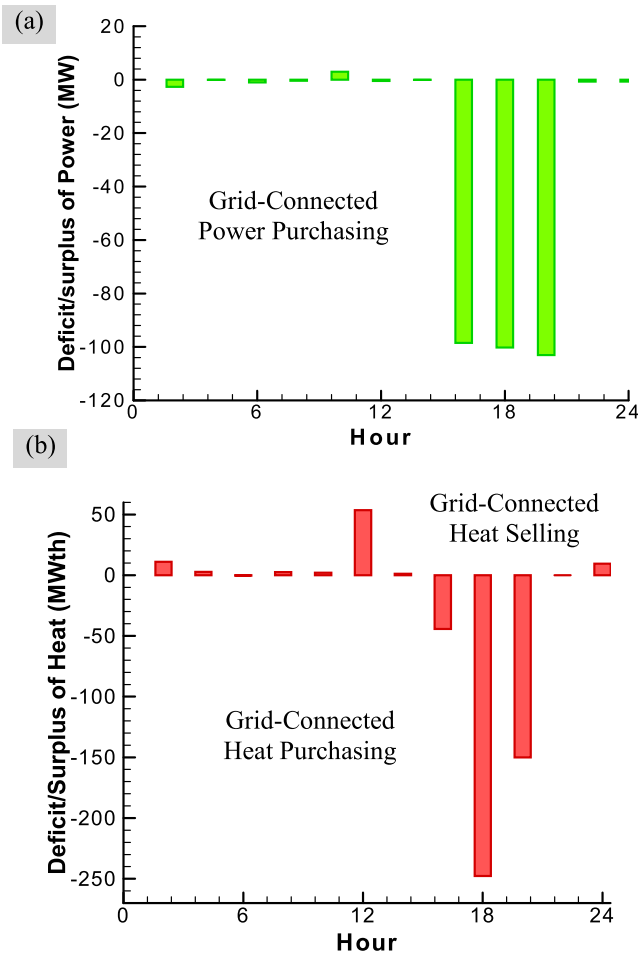 (a)
20
0
-20
-40
-60
-80
-100
-120
Deficit/surplus of Power (MW)
Grid-Connected
Power Purchasing
0
6
12
18
24
Hour
(b)
50
0
-50
-100
-150
-200
-250
Deficit/Surplus of Heat (MWth)
Grid-Connected
Heat Selling
Grid-Connected
Heat Purchasing
0
6
12
18
24
Hour